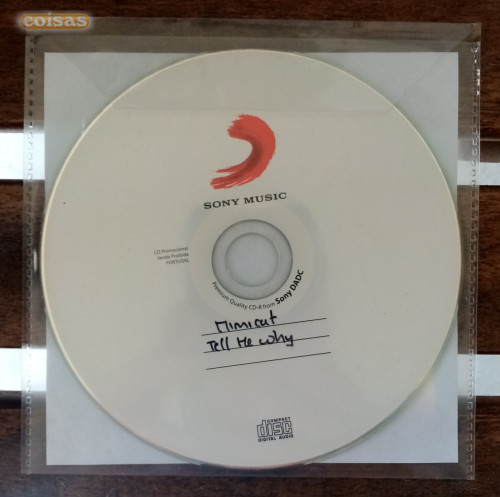 coisas
SONY MUSIC
CD Promocional
Venda Proibida
PORTUGAL
Premium Quality CD-R from Sony DADC
Mimicat
Tell Me Why
COMPACT
disc
DIGITAL AUDIO